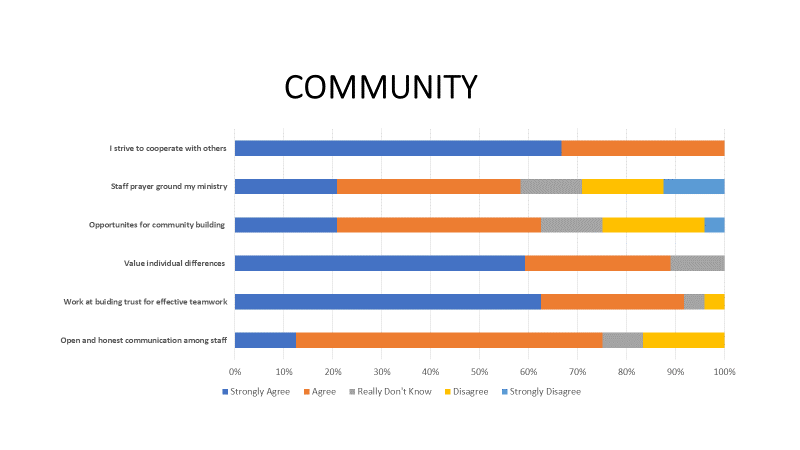 COMMUNITY
I strive to cooperate with others
Staff prayer ground my ministry
Opportunites for community building
Value individual differences
Work at buiding trust for effective teamwork
Open and honest communication among staff
0% 10% 20% 30% 40% 50% 60% 70% 80% 90% 100%
Strongly Agree Agree Really Don't Know Disagree Strongly Disagree